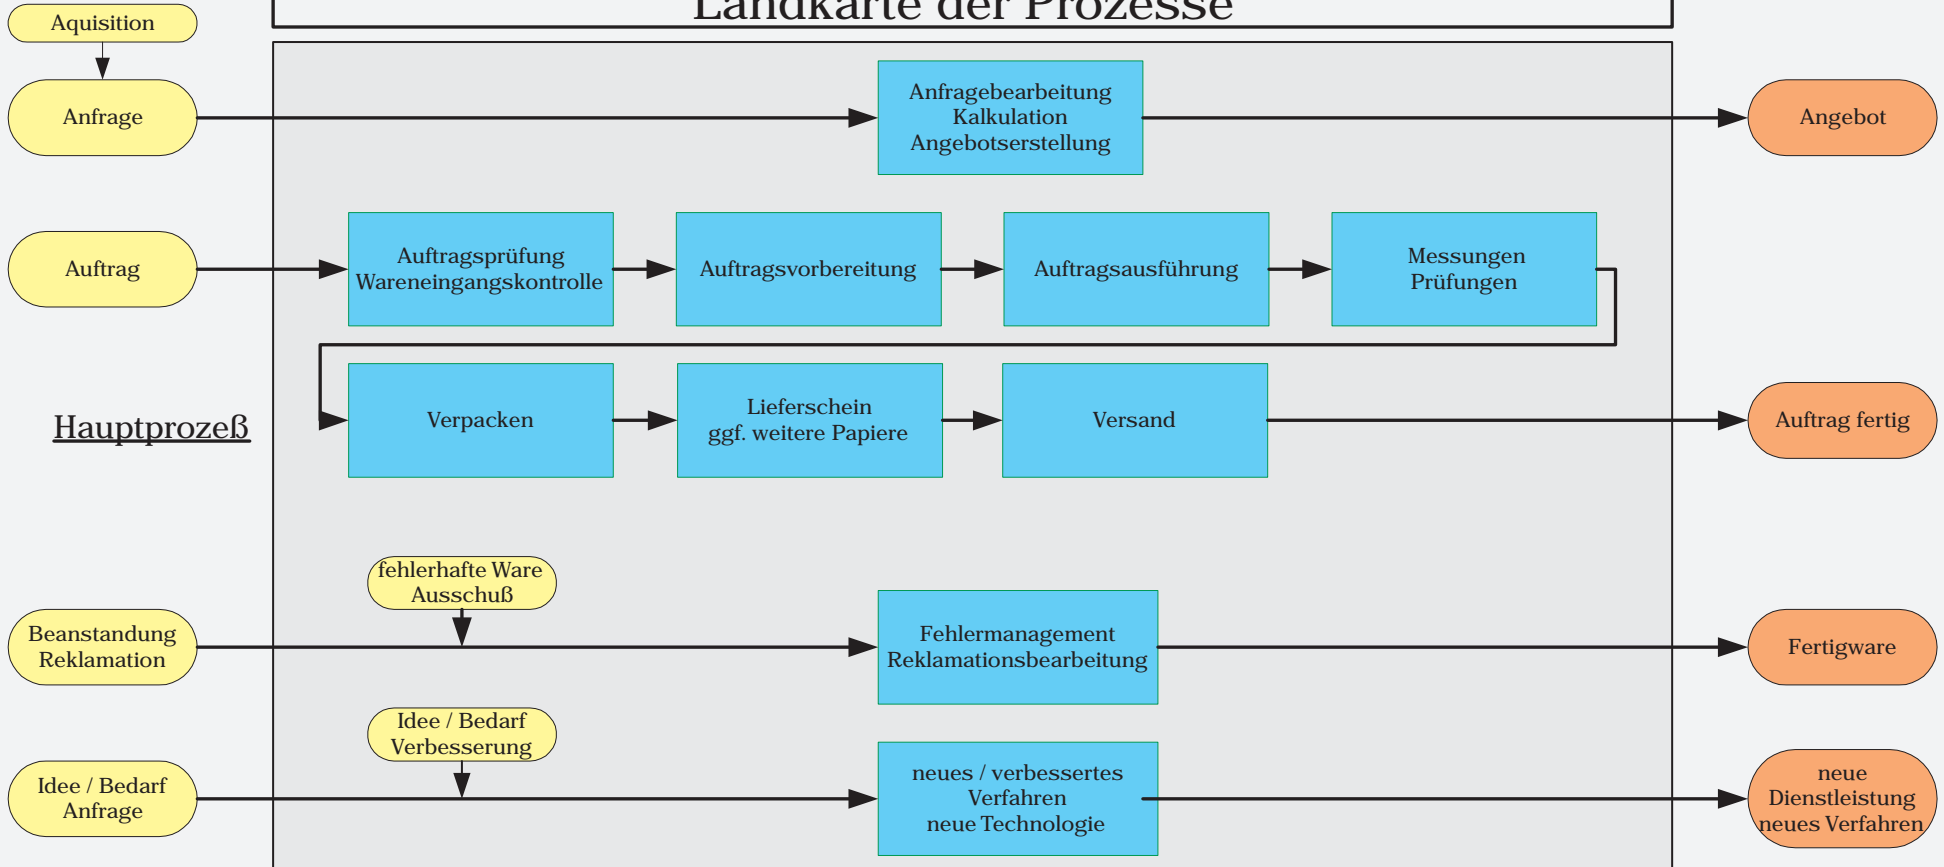 Landkarte der Prozesse
Aquisition
Anfrage
Anfragebearbeitung
Kalkulation
Angebotserstellung
Angebot
Auftrag
Auftragsprüfung
Wareneingangskontrolle
Auftragsvorbereitung
Auftragsausführung
Messungen
Prüfungen
Hauptprozeß
Verpacken
Lieferschein
ggf. weitere Papiere
Versand
Auftrag fertig
fehlerhafte Ware
Ausschuß
Beanstandung
Reklamation
Fehlermanagement
Reklamationsbearbeitung
Fertigware
Idee / Bedarf
Verbesserung
Idee / Bedarf
Anfrage
neues / verbessertes
Verfahren
neue Technologie
neue
Dienstleistung
neues Verfahren